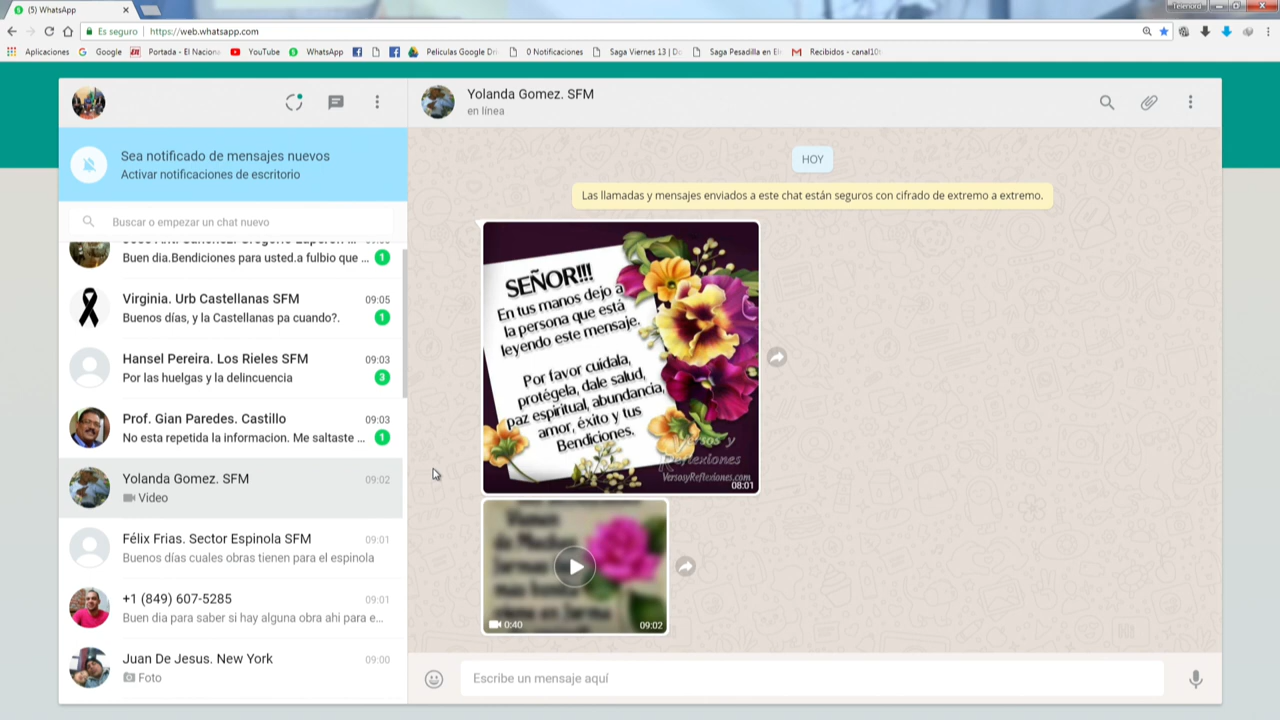 (5) WhatsApp
Telenord
Es seguro
https://web.whatsapp.com
Aplicaciones
Google
Portada - El Naciona
YouTube
WhatsApp
Peliculas Google Dri
0 Notificaciones
Saga Viernes 13 | Do
Saga Pesadilla en El
Recibidos - canal10
Sea notificado de mensajes nuevos
Activar notificaciones de escritorio
Buscar o empezar un chat nuevo
Buen dia.Bendiciones para usted.a fulbio que ...
1
Virginia. Urb Castellanas SFM
09:05
Buenos días, y la Castellanas pa cuando?.
1
Hansel Pereira. Los Rieles SFM
09:03
Por las huelgas y la delincuencia
3
Prof. Gian Paredes. Castillo
09:03
No esta repetida la informacion. Me saltaste ...
1
Yolanda Gomez. SFM
09:02
Video
Félix Frias. Sector Espinola SFM
09:01
Buenos días cuales obras tienen para el espinola
+1 (849) 607-5285
09:01
Buen dia para saber si hay alguna obra ahi para e...
Juan De Jesus. New York
09:00
Foto
Yolanda Gomez. SFM
en línea
HOY
Las llamadas y mensajes enviados a este chat están seguros con cifrado de extremo a extremo.
SEÑOR!!!
En tus manos dejo a
la persona que está
leyendo este mensaje.
Por favor cuídala,
protégela, dale salud,
paz espiritual, abundancia,
amor, éxito y tus
Bendiciones.
Versos y
Reflexiones
VersosyReflexiones.com
08:01
0:40
09:02
Escribe un mensaje aquí